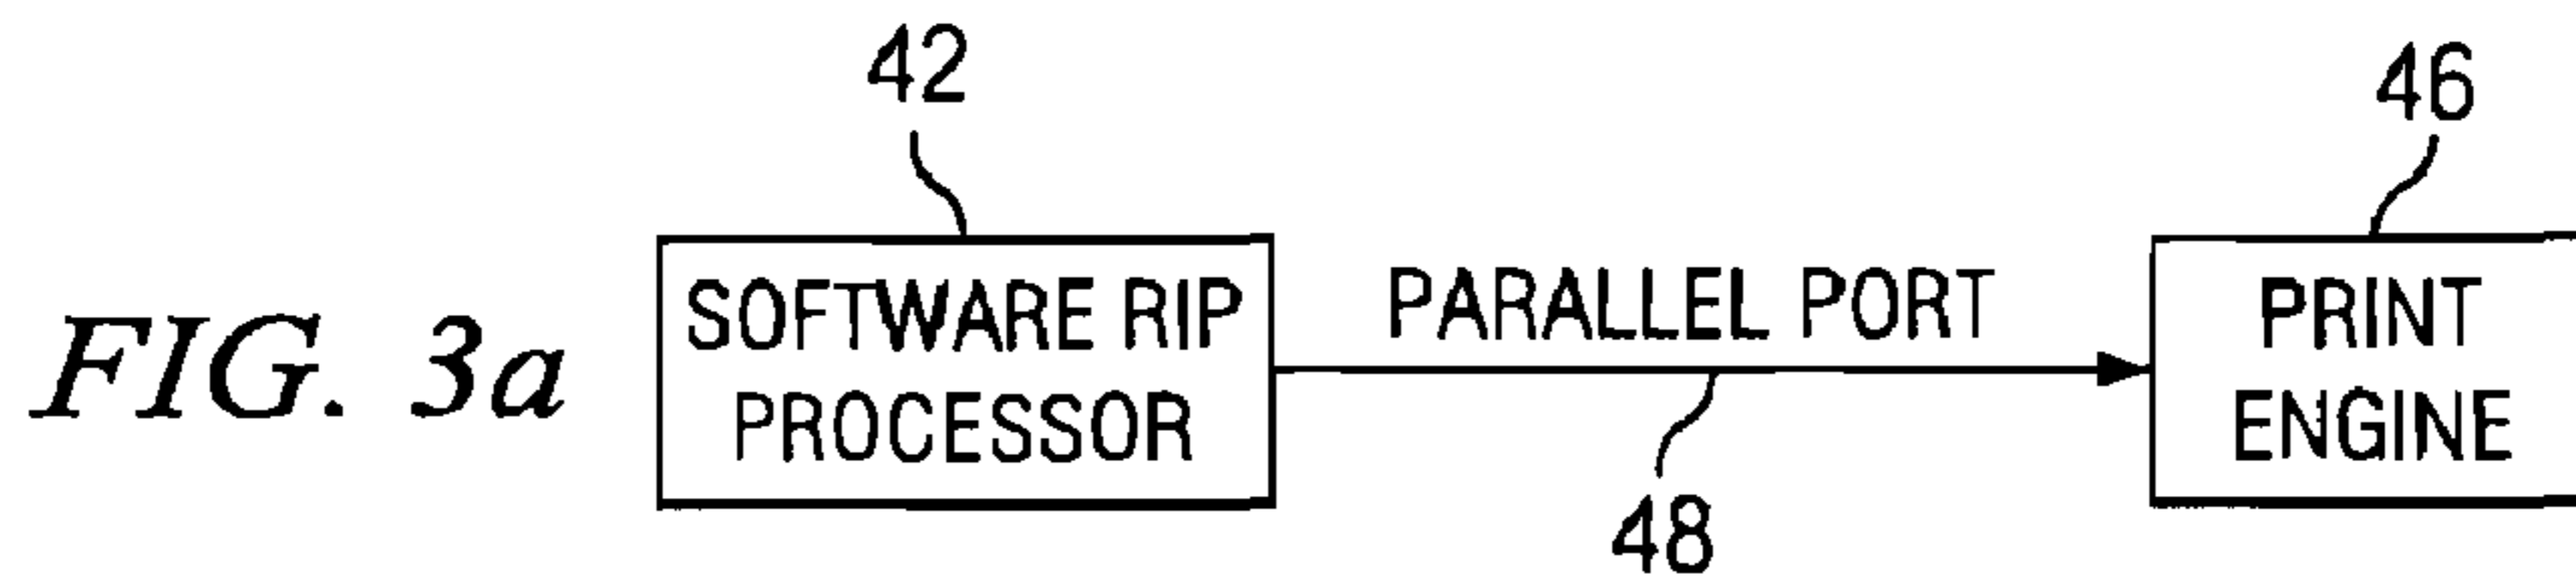 42
46
FIG. 3a
SOFTWARE RIP
PROCESSOR
PARALLEL PORT
48
PRINT
ENGINE